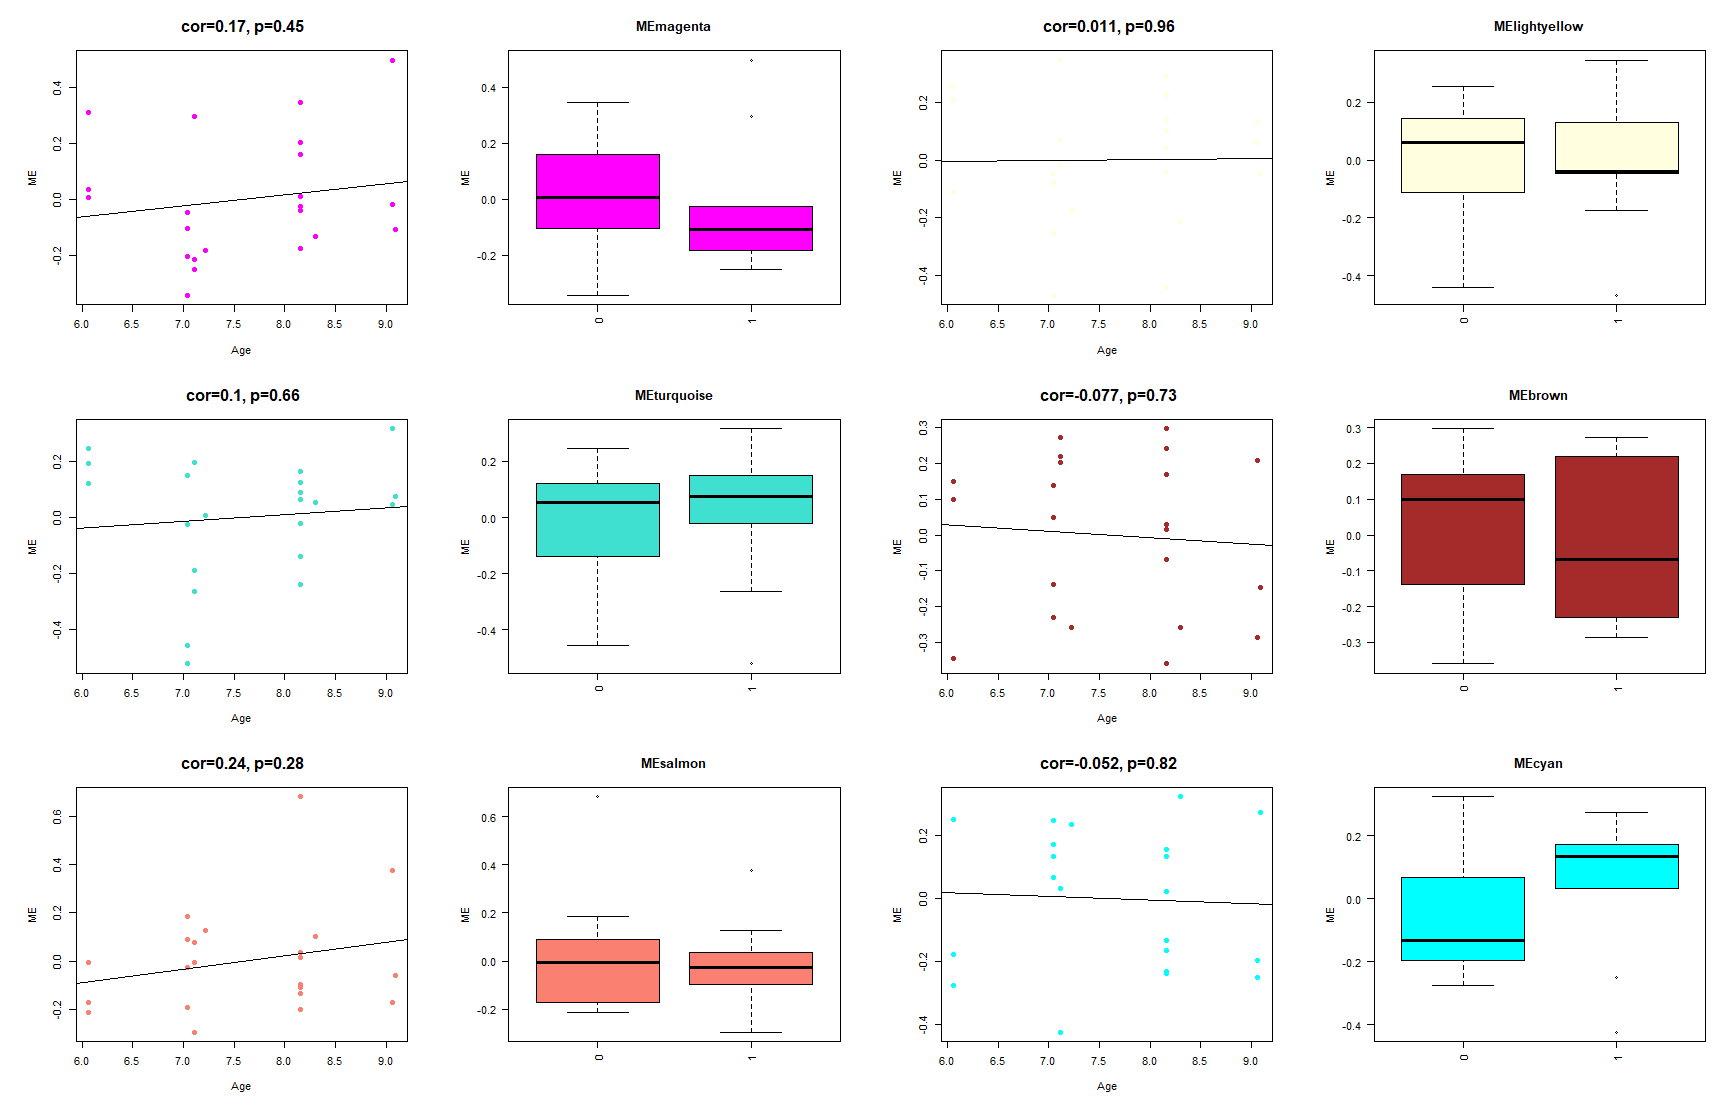 cor=0.17, p=0.45
MEmagenta
cor=0.011, p=0.96
MElightyellow
ME
0.4
0.2
0.0
-0.2
6.0 6.5 7.0 7.5 8.0 8.5 9.0
Age
ME
0.4
0.2
0.0
-0.2
0 1
ME
0.2
0.0
-0.2
-0.4
6.0 6.5 7.0 7.5 8.0 8.5 9.0
Age
ME
0.2
0.0
-0.2
-0.4
0 1
cor=0.1, p=0.66
MEturquoise
cor=-0.077, p=0.73
MEbrown
ME
0.2
0.0
-0.2
-0.4
6.0 6.5 7.0 7.5 8.0 8.5 9.0
Age
ME
0.2
0.0
-0.2
-0.4
0 1
ME
0.3
0.2
0.1
0.0
-0.1
-0.2
-0.3
6.0 6.5 7.0 7.5 8.0 8.5 9.0
Age
ME
0.3
0.2
0.1
0.0
-0.1
-0.2
-0.3
0 1
cor=0.24, p=0.28
MEsalmon
cor=-0.052, p=0.82
MEcyan
ME
0.6
0.4
0.2
0.0
-0.2
6.0 6.5 7.0 7.5 8.0 8.5 9.0
Age
ME
0.6
0.4
0.2
0.0
-0.2
0 1
ME
0.2
0.0
-0.2
-0.4
6.0 6.5 7.0 7.5 8.0 8.5 9.0
Age
ME
0.2
0.0
-0.2
-0.4
0 1